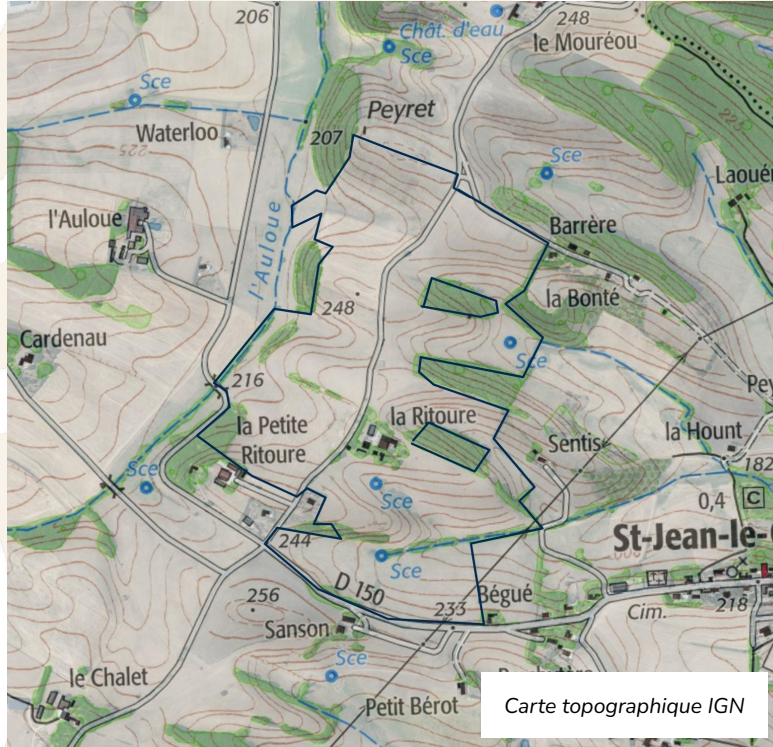 206
248
Chât. d'eau
le Mouréou
Sce
Sce
Peyret
Waterloo
207
225
225
Sce
Laouér
l'Auloue
l'Auloue
Barrère
la Bonté
248
Cardenau
Sce
216
Pey
la Petite
Ritoure
la Ritoure
Sentis
la Hount
182
Sce
Sce
0,4
C
244
St-Jean-le-C
Sce
D 150
Bégué
256
233
Cim.
218
Sanson
Sce
le Chalet
Petit Bérot
Carte topographique IGN